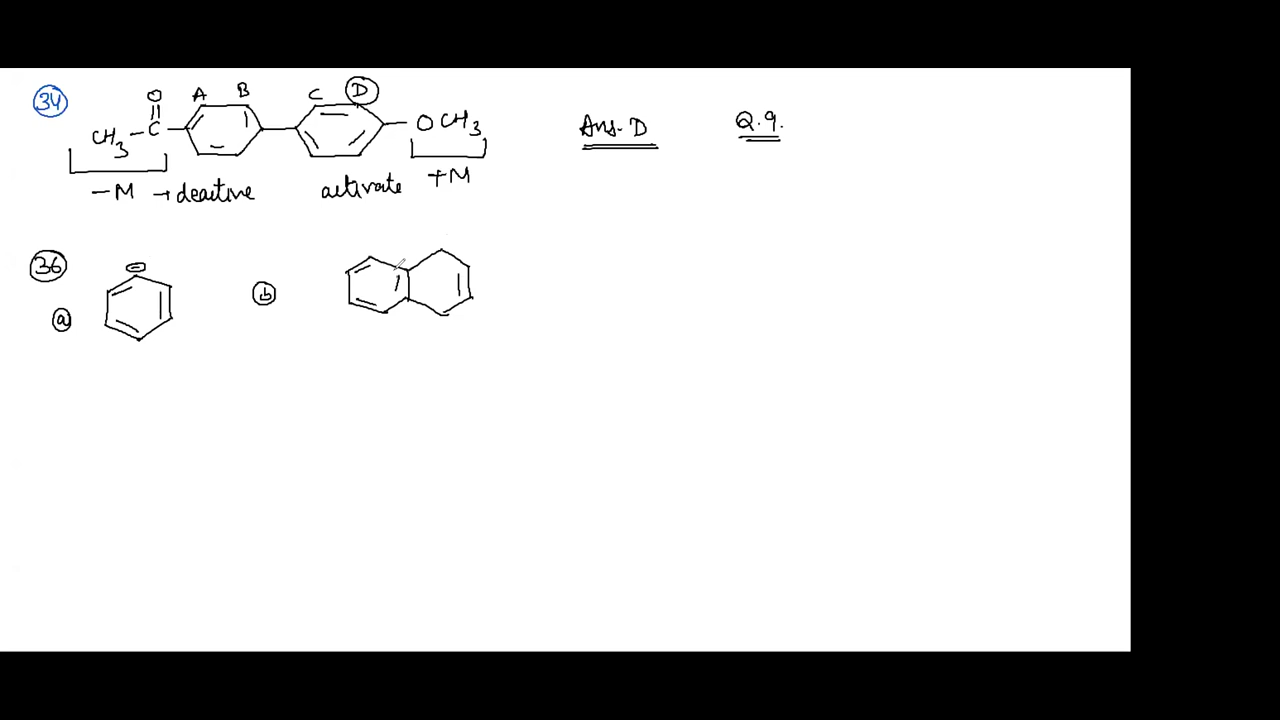 34
O
A B C D
CH3 - C - OCH3
Ans. D
Q.9.
-M → deactive
activate
+M
36
a
b